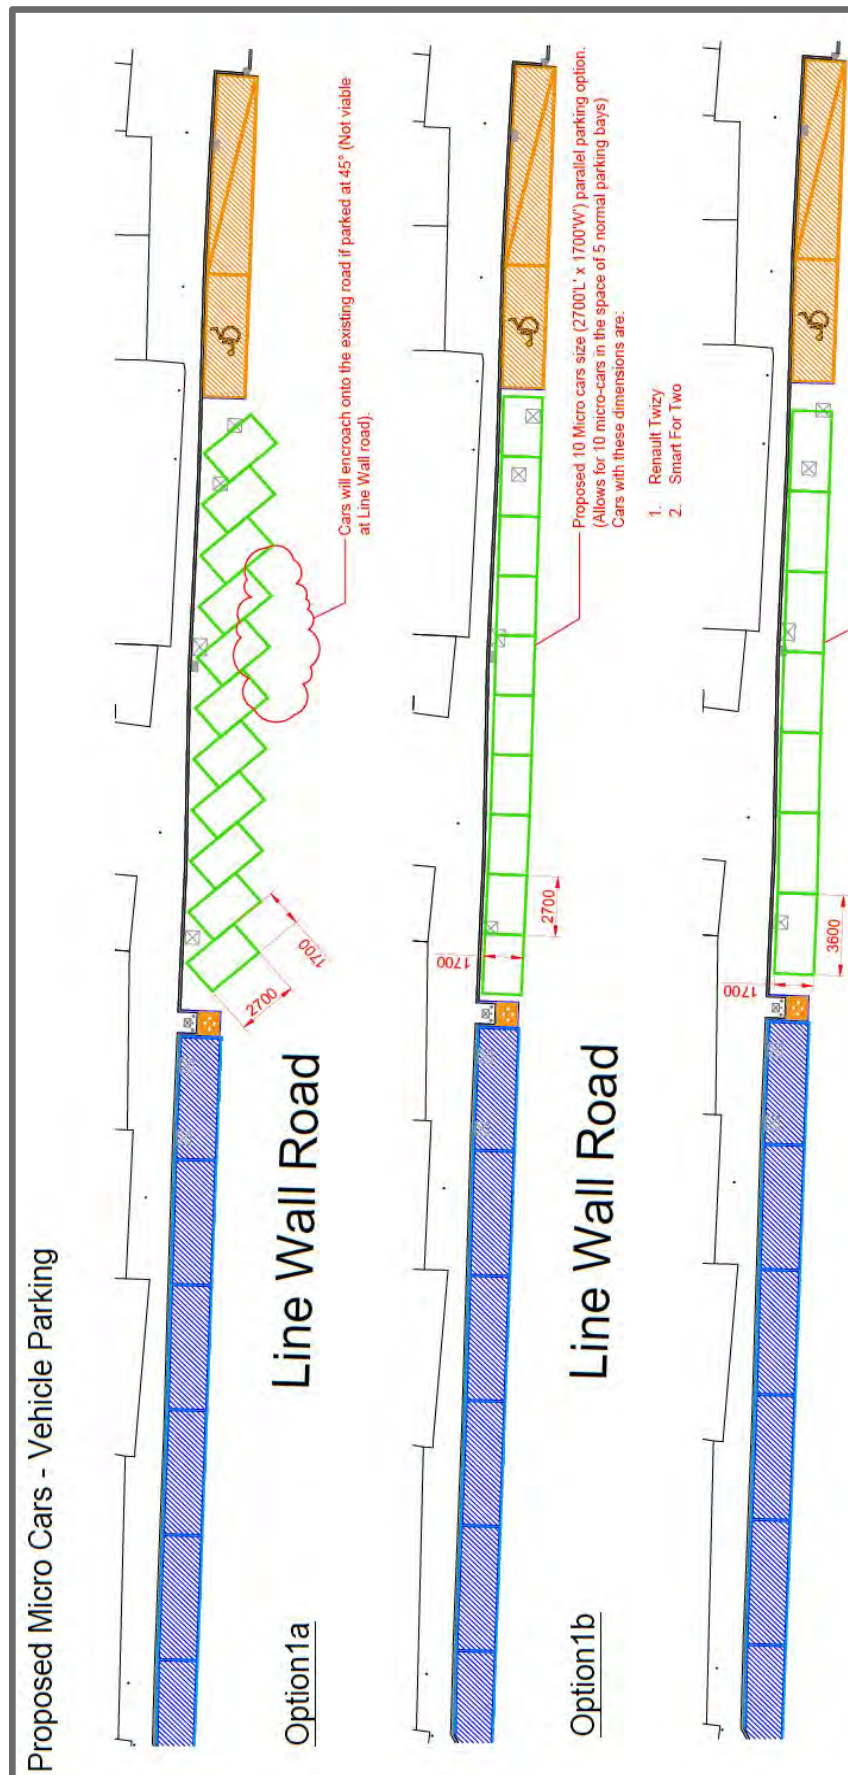 Proposed Micro Cars - Vehicle Parking
Option1a
Line Wall Road
2700
1700
Cars will encroach onto the existing road if parked at 45° (Not viable
at Line Wall road).
Option1b
Line Wall Road
1700
2700
Proposed 10 Micro cars size (2700'L' x 1700'W') parallel parking option.
(Allows for 10 micro-cars in the space of 5 normal parking bays)
Cars with these dimensions are:
1. Renault Twizy
2. Smart For Two
1700
3600